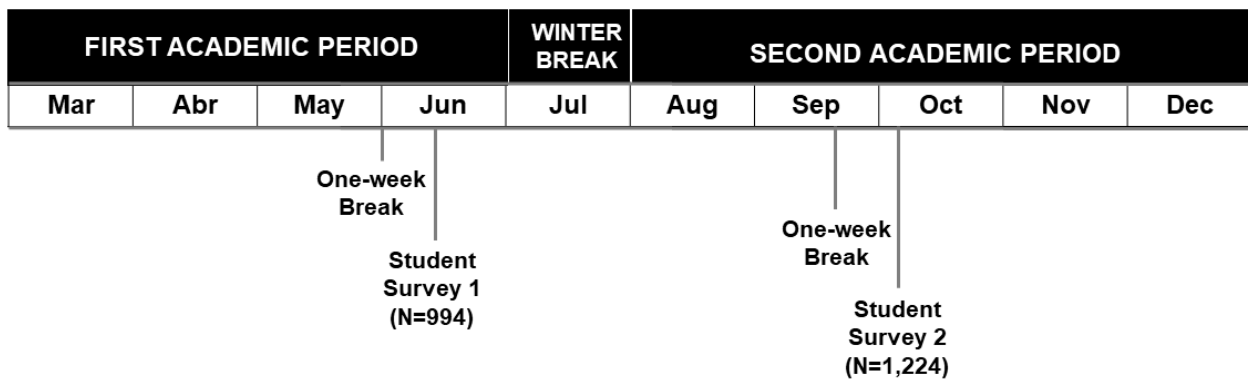 FIRST ACADEMIC PERIOD
WINTER
BREAK
SECOND ACADEMIC PERIOD
Mar Abr May Jun Jul Aug Sep Oct Nov Dec
One-week
Break
Student
Survey 1
(N=994)
One-week
Break
Student
Survey 2
(N=1,224)